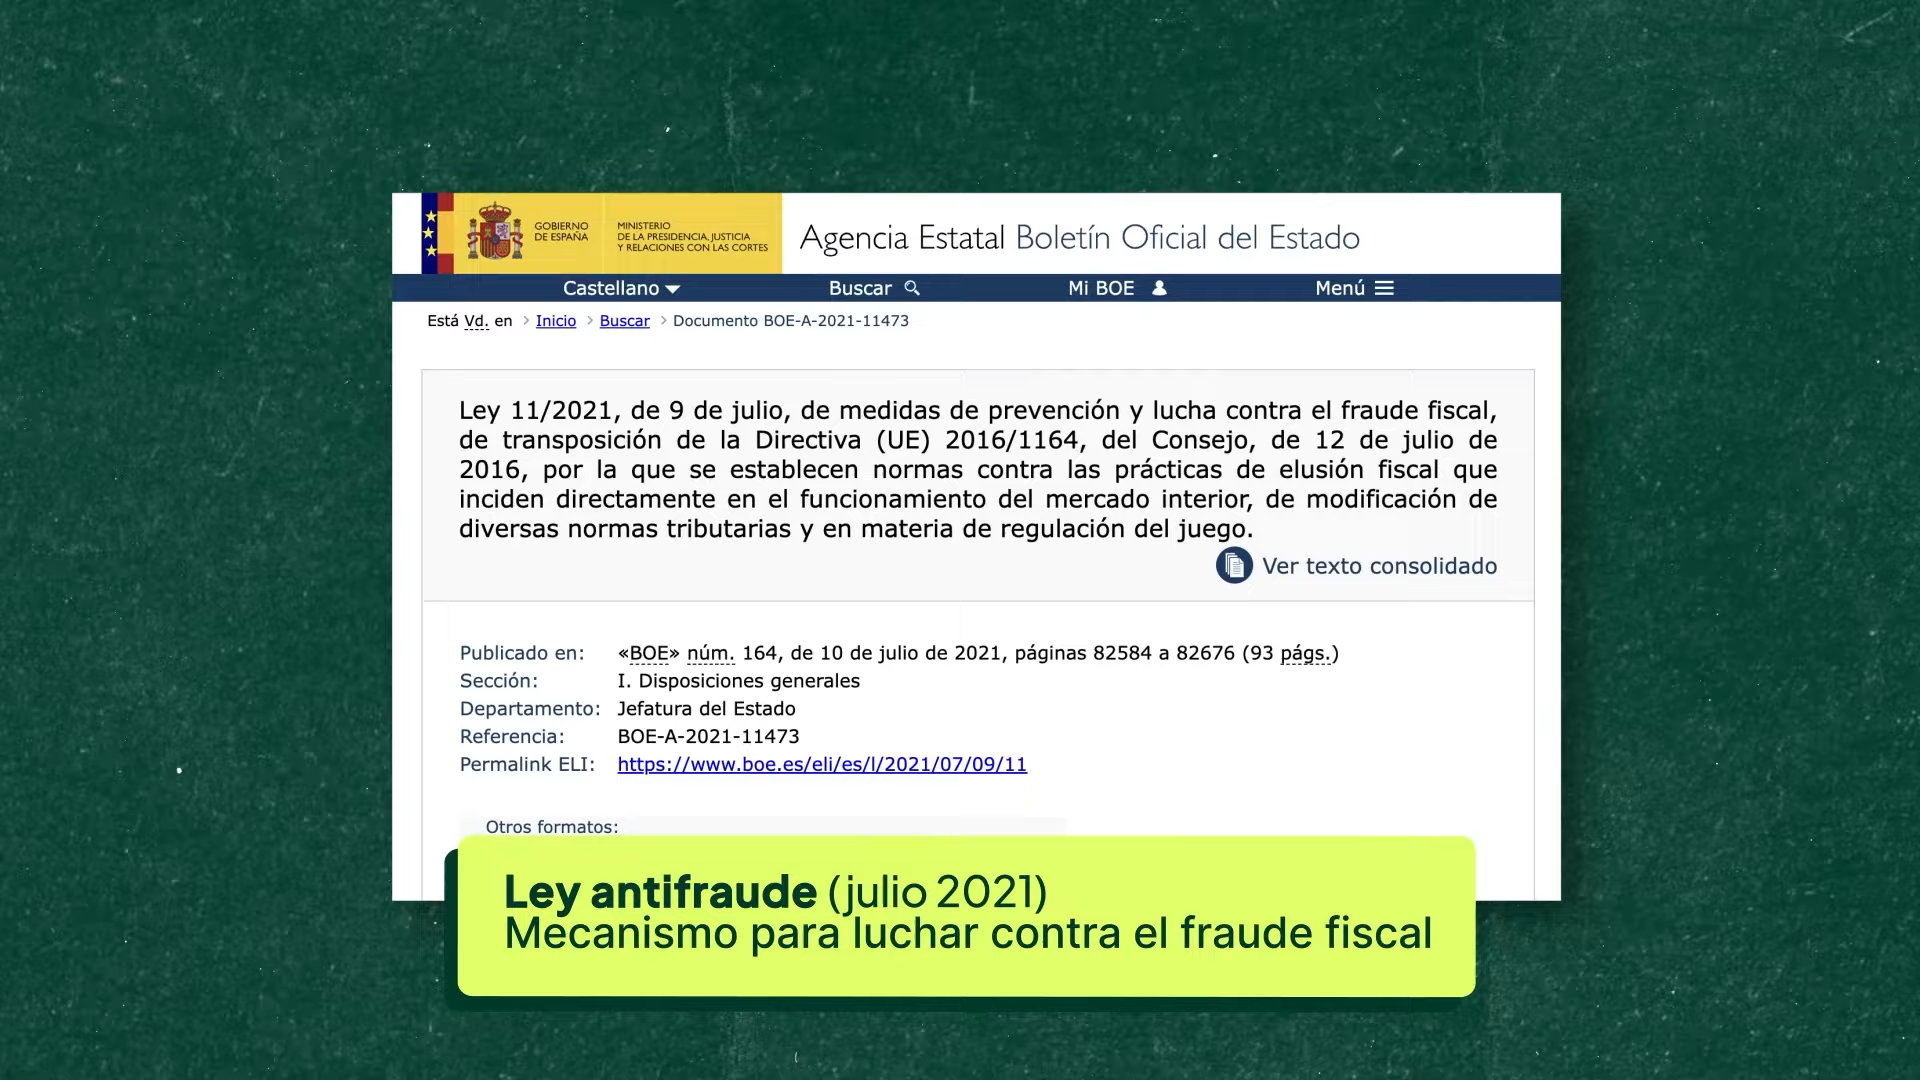 GOBIERNO
DE ESPAÑA
MINISTERIO
DE LA PRESIDENCIA, JUSTICIA
Y RELACIONES CON LAS CORTES
Agencia Estatal Boletín Oficial del Estado
Castellano
Buscar
Mi BOE
Menú
Está Vd. en > Inicio > Buscar > Documento BOE-A-2021-11473
Ley 11/2021, de 9 de julio, de medidas de prevención y lucha contra el fraude fiscal,
de transposición de la Directiva (UE) 2016/1164, del Consejo, de 12 de julio de
2016, por la que se establecen normas contra las prácticas de elusión fiscal que
inciden directamente en el funcionamiento del mercado interior, de modificación de
diversas normas tributarias y en materia de regulación del juego.
Ver texto consolidado
Publicado en: «BOE» núm. 164, de 10 de julio de 2021, páginas 82584 a 82676 (93 págs.)
Sección: I. Disposiciones generales
Departamento: Jefatura del Estado
Referencia: BOE-A-2021-11473
Permalink ELI: https://www.boe.es/eli/es/l/2021/07/09/11
Otros formatos:
Ley antifraude (julio 2021)
Mecanismo para luchar contra el fraude fiscal